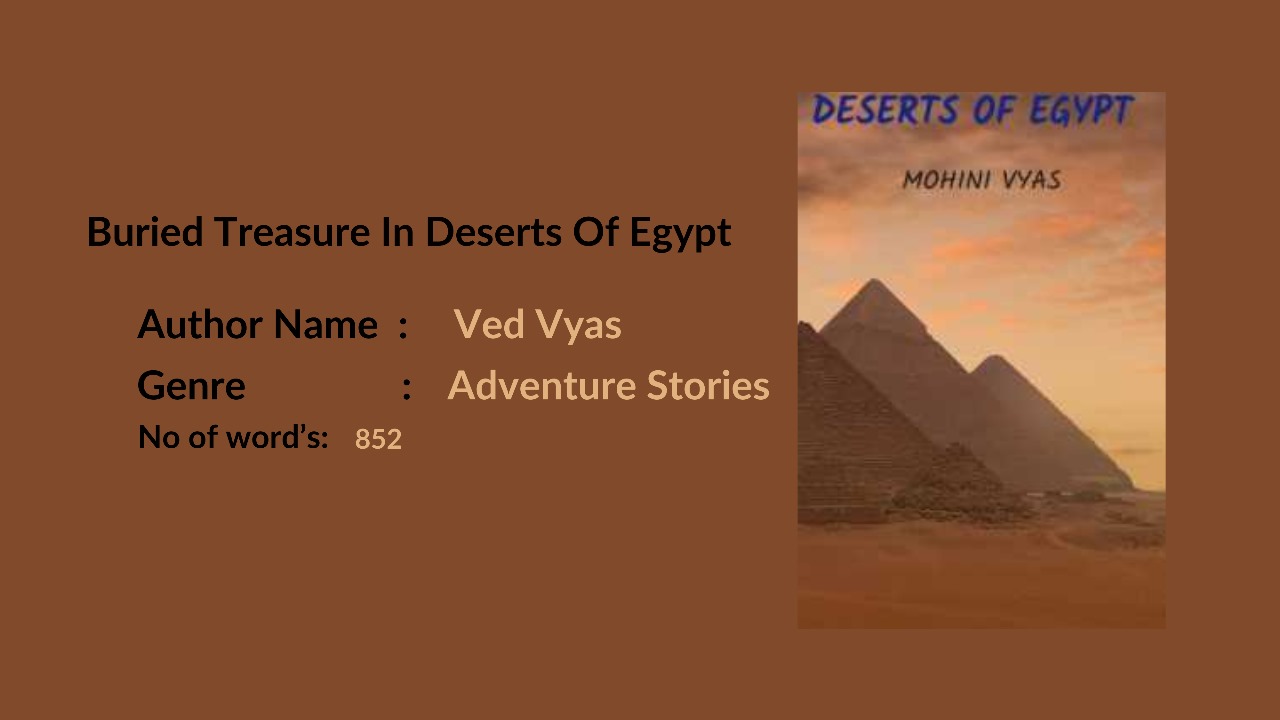 Buried Treasure In Deserts Of Egypt
Author Name : Ved Vyas
Genre : Adventure Stories
No of word's: 852
DESERTS OF EGYPT
MOHINI VYAS